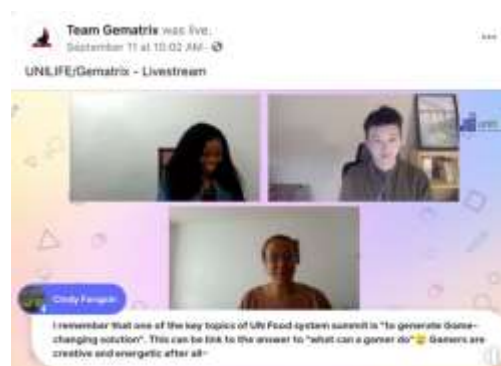 Team Gematrix was live.
September 11 at 10:02 AM ·
UNILIFE/Gematrix - Livestream
Cindy Fengxin
I remember that one of the key topics of UN Food system summit is "to generate Game-
changing solution". This can be link to the answer to "what can a gamer do" Gamers are
creative and energetic after all~